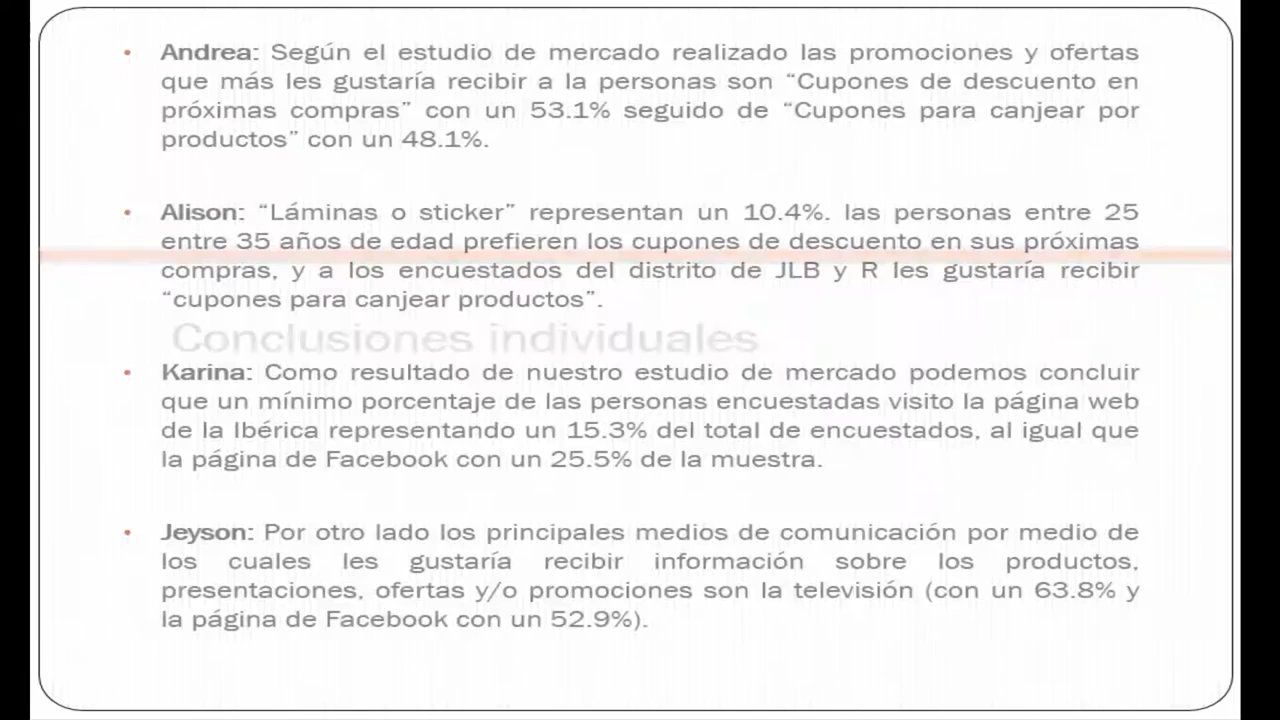 • Andrea: Según el estudio de mercado realizado las promociones y ofertas
que más les gustaría recibir a la personas son “Cupones de descuento en
próximas compras” con un 53.1% seguido de “Cupones para canjear por
productos” con un 48.1%.
• Alison: “Láminas o sticker” representan un 10.4%. las personas entre 25
entre 35 años de edad prefieren los cupones de descuento en sus próximas
compras, y a los encuestados del distrito de JLB y R les gustaría recibir
“cupones para canjear productos”.
Conclusiones individuales
• Karina: Como resultado de nuestro estudio de mercado podemos concluir
que un mínimo porcentaje de las personas encuestadas visito la página web
de la Ibérica representando un 15.3% del total de encuestados, al igual que
la página de Facebook con un 25.5% de la muestra.
• Jeyson: Por otro lado los principales medios de comunicación por medio de
los cuales les gustaría recibir información sobre los productos,
presentaciones, ofertas y/o promociones son la televisión (con un 63.8% y
la página de Facebook con un 52.9%).